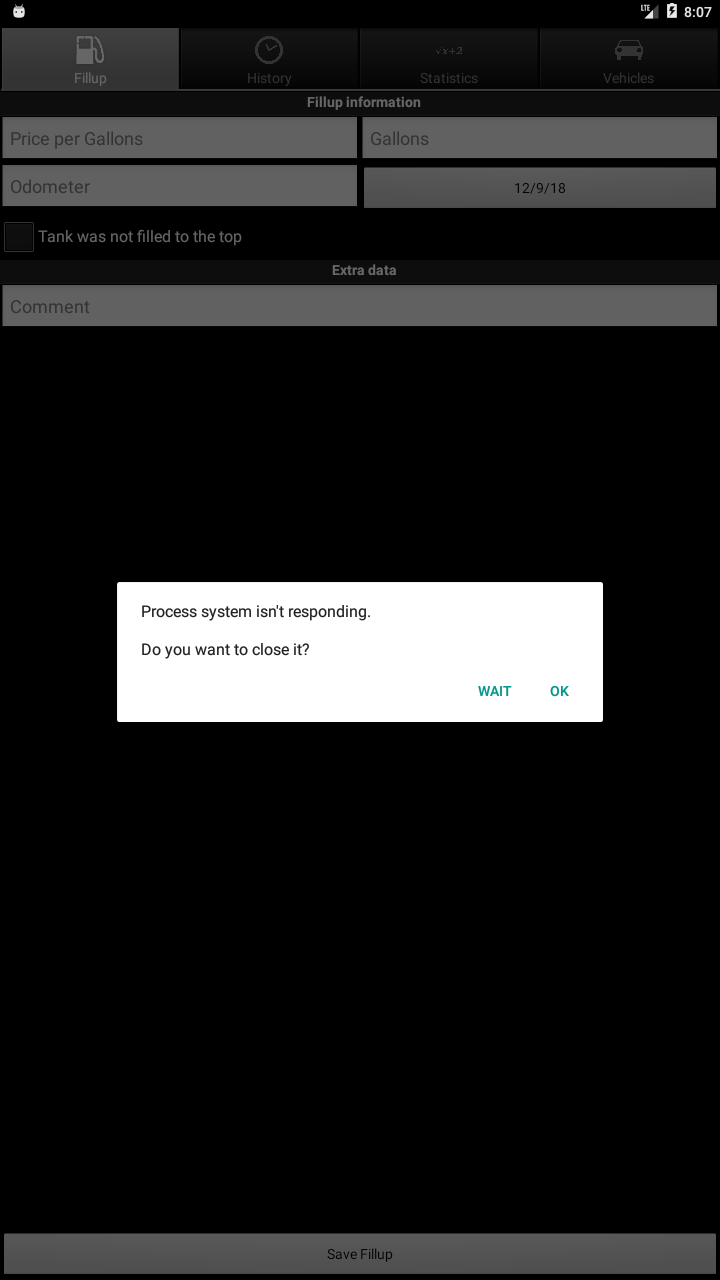 LTE 8:07
√x+2
Fillup History Statistics Vehicles
Fillup information
Price per Gallons Gallons
Odometer 12/9/18
Tank was not filled to the top
Extra data
Comment
Process system isn't responding.
Do you want to close it?
WAIT OK
Save Fillup